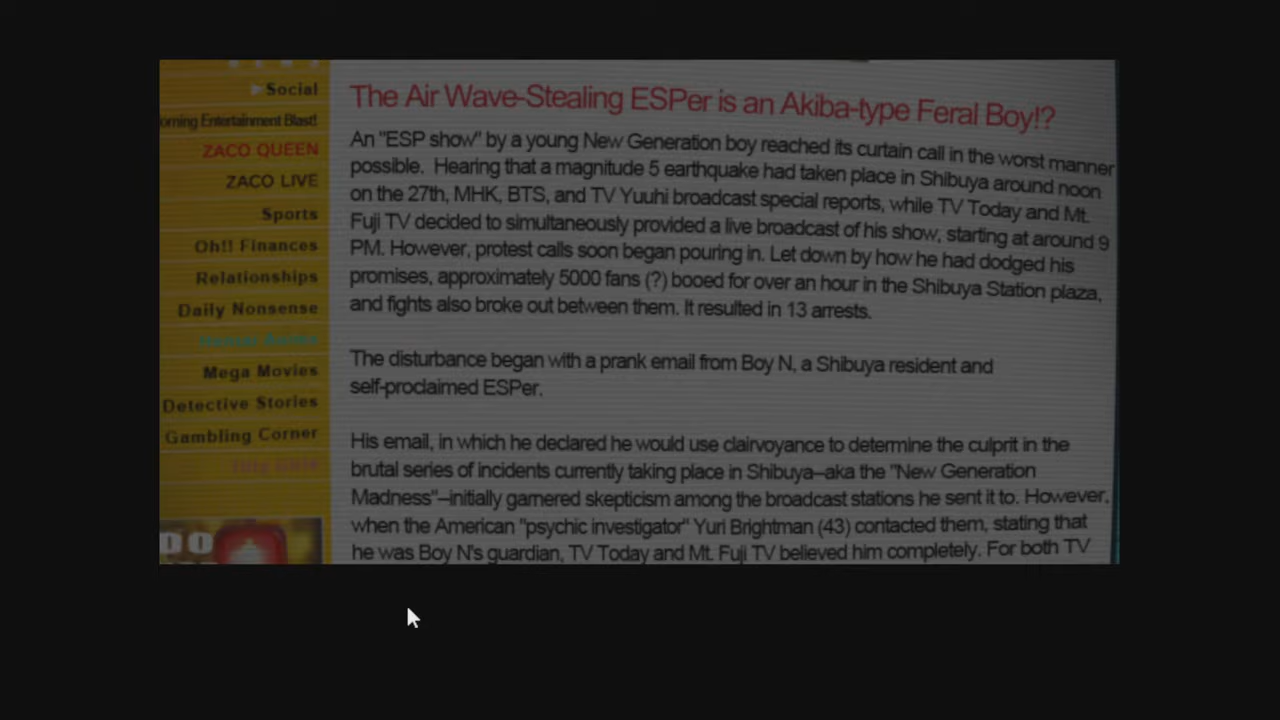 Social
orning Entertainment Blast!
ZACO QUEEN
ZACO LIVE
Sports
Oh!! Finances
Relationships
Daily Nonsense
Mega Movies
Detective Stories
Gambling Corner
The Air Wave-Stealing ESPer is an Akiba-type Feral Boy!?
An "ESP show" by a young New Generation boy reached its curtain call in the worst manner
possible. Hearing that a magnitude 5 earthquake had taken place in Shibuya around noon
on the 27th, MHK, BTS, and TV Yuuhi broadcast special reports, while TV Today and Mt.
Fuji TV decided to simultaneously provided a live broadcast of his show, starting at around 9
PM. However, protest calls soon began pouring in. Let down by how he had dodged his
promises, approximately 5000 fans (?) booed for over an hour in the Shibuya Station plaza,
and fights also broke out between them. It resulted in 13 arrests.
The disturbance began with a prank email from Boy N, a Shibuya resident and
self-proclaimed ESPer.
His email, in which he declared he would use clairvoyance to determine the culprit in the
brutal series of incidents currently taking place in Shibuya–aka the "New Generation
Madness"–initially garnered skepticism among the broadcast stations he sent it to. However,
when the American "psychic investigator" Yuri Brightman (43) contacted them, stating that
he was Boy N's guardian, TV Today and Mt. Fuji TV believed him completely. For both TV